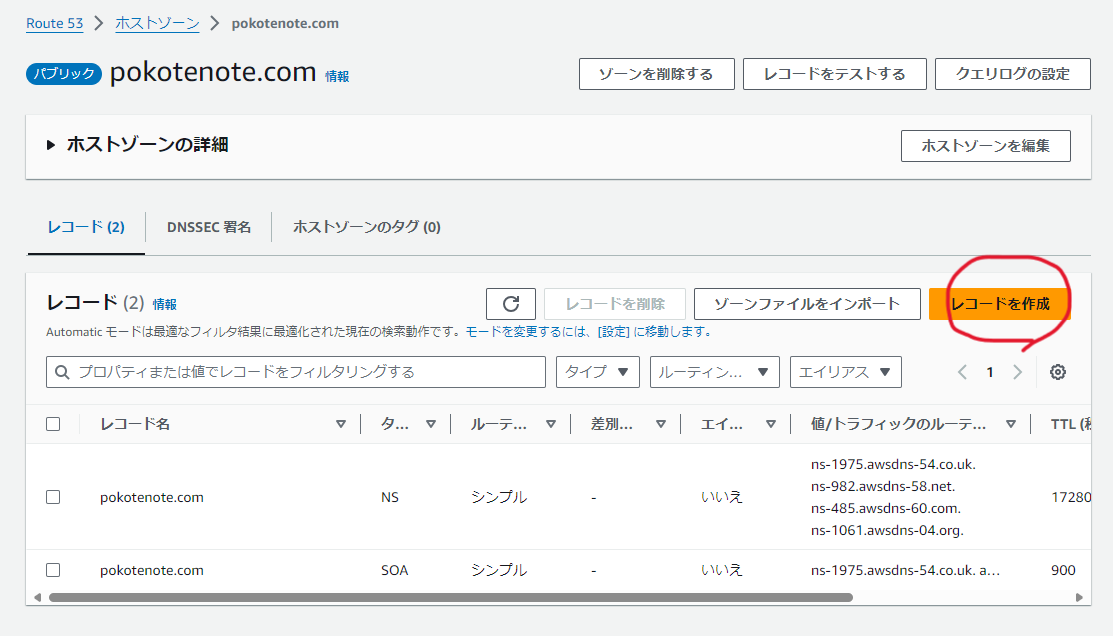 Route 53 > ホストゾーン > pokotenote.com
パブリック pokotenote.com 情報
ゾーンを削除する レコードをテストする クエリログの設定
ホストゾーンの詳細 ホストゾーンを編集
レコード (2) DNSSEC 署名 ホストゾーンのタグ (0)
レコード (2) 情報 レコードを削除 ゾーンファイルをインポート レコードを作成
Automatic モードは最適なフィルタ結果に最適化された現在の検索動作です。モードを変更するには、[設定] に移動します。
プロパティまたは値でレコードをフィルタリングする タイプ ルーティン... エイリアス 1
レコード名 タ... ルーテ... 差別... エイ... 値/トラフィックのルーテ... TTL (秒
pokotenote.com NS シンプル - いいえ ns-1975.awsdns-54.co.uk.
ns-982.awsdns-58.net.
ns-485.awsdns-60.com.
ns-1061.awsdns-04.org.
17280
pokotenote.com SOA シンプル - いいえ ns-1975.awsdns-54.co.uk. a... 900